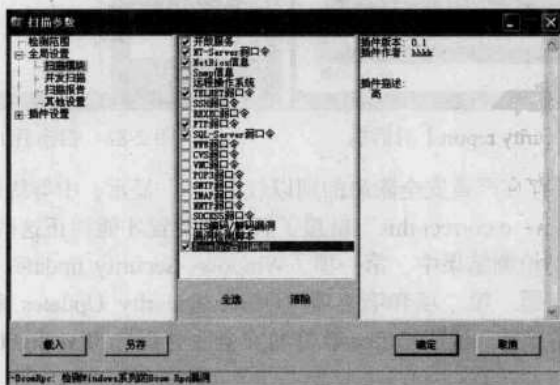 扫描参数
检测范围
全局设置
扫描模块
并发扫描
扫描报告
其他设置
插件设置
开放服务
NT-Server弱口令
NetBios信息
Snmp信息
远程操作系统
TELNET弱口令
SSH弱口令
REXEC弱口令
FTP弱口令
SQL-Server弱口令
WWW弱口令
CVS弱口令
VNC弱口令
POP3弱口令
SMTP弱口令
IMAP弱口令
NNTP弱口令
SOCKS5弱口令
IIS编码/解码漏洞
漏洞检测脚本
全选
清除
插件版本: 0.1
插件作者: hhkk
插件描述:
高
载入
另存
确定
取消
检测Windows系列的Dcom Rpc漏洞